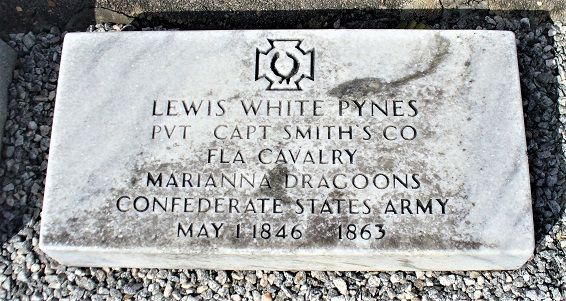 LEWIS WHITE PYNES
PVT CAPT SMITH'S CO
FLA CAVALRY
MARIANNA DRAGOONS
CONFEDERATE STATES ARMY
MAY 1 1846 1863